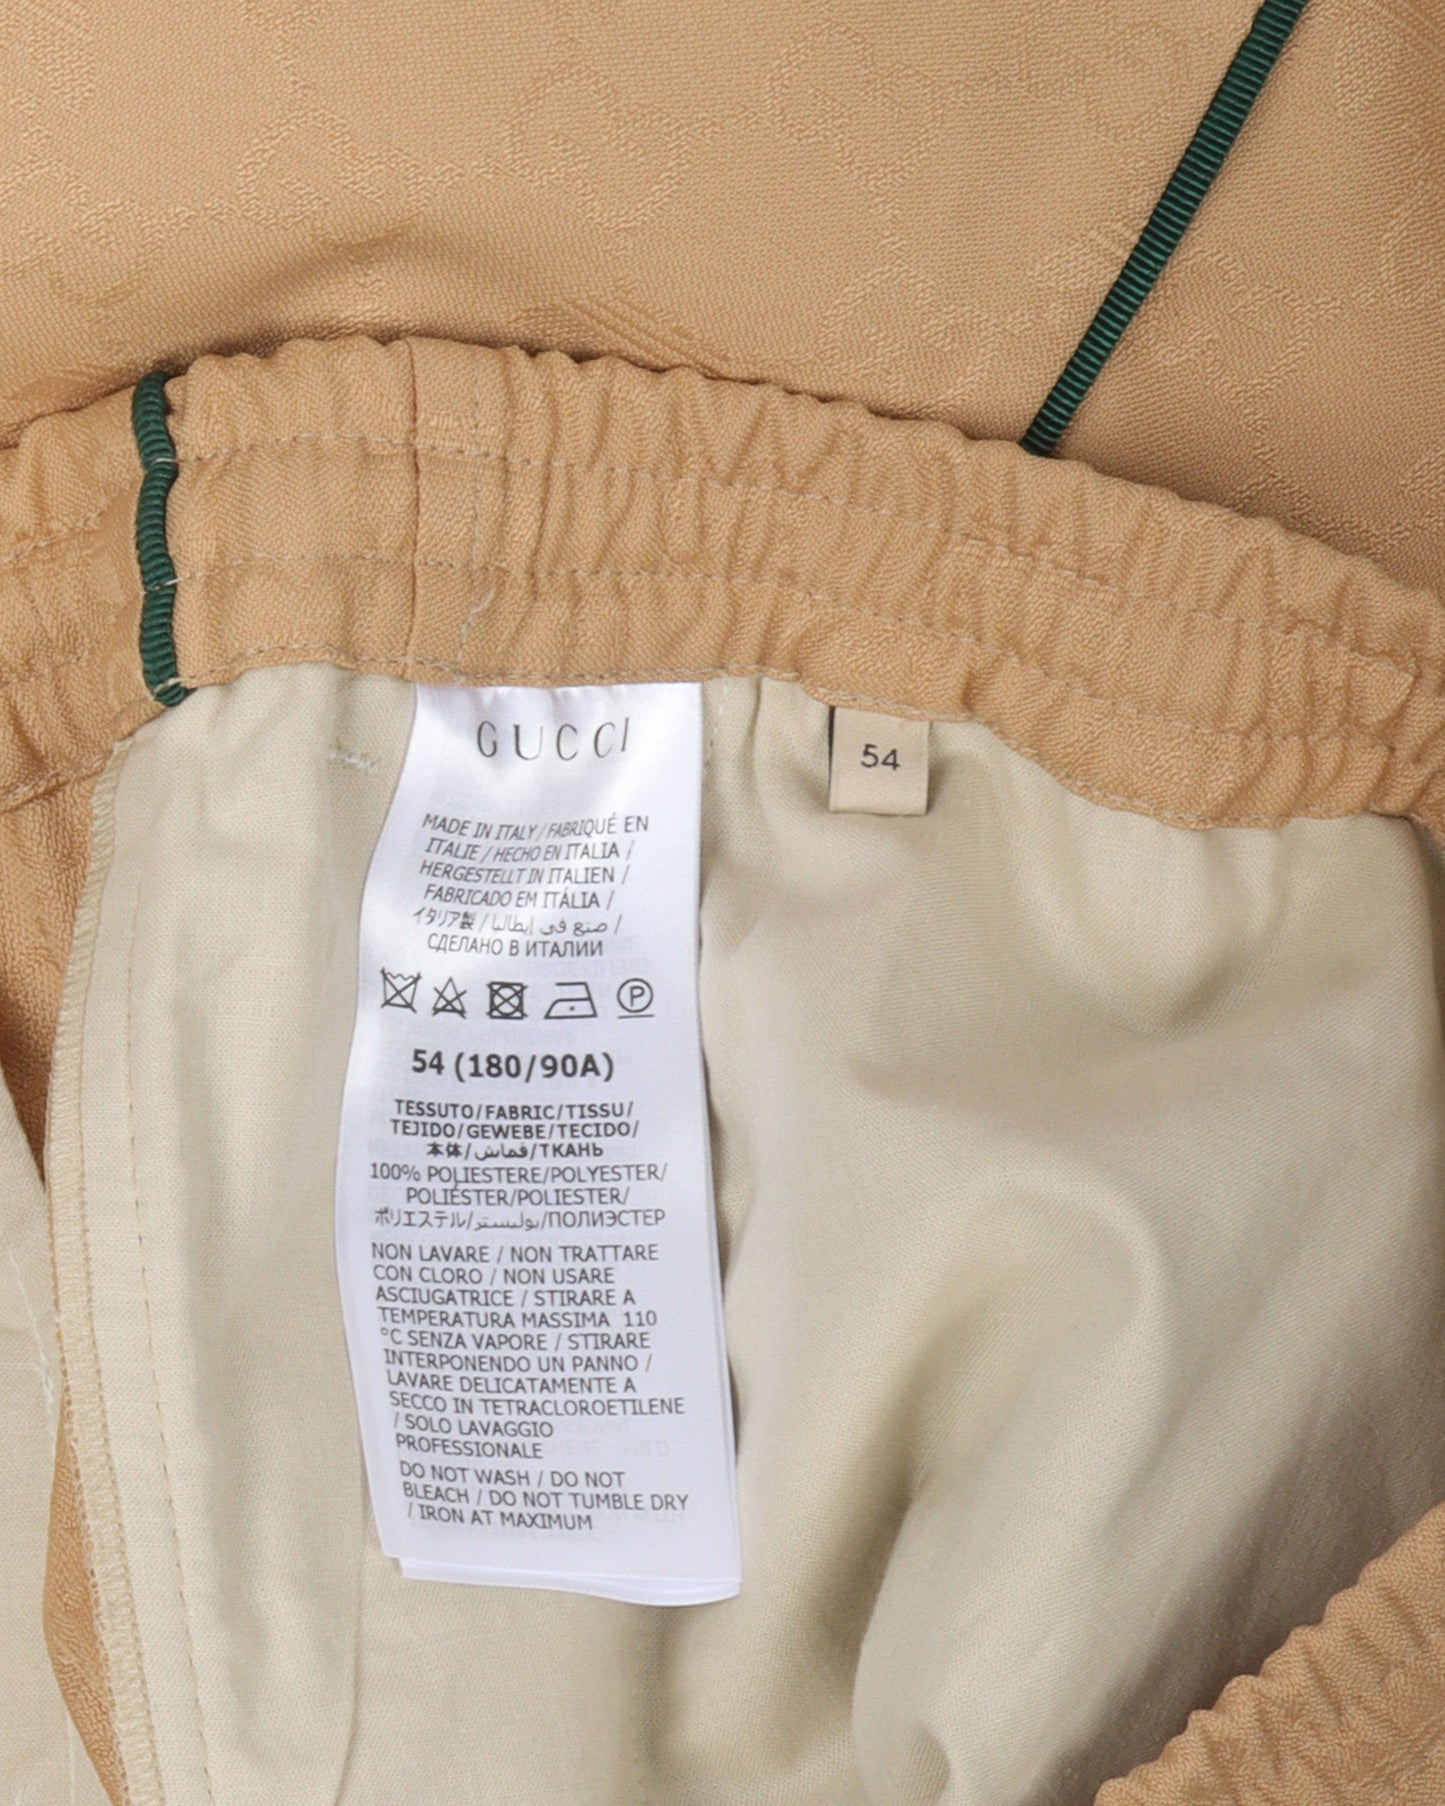 GUCCI
54
MADE IN ITALY / FABRIQUÉ EN
ITALIE / HECHO EN ITALIA /
HERGESTELLT IN ITALIEN /
FABRICADO EM ITÁLIA /
イタリア製 / صنع في إيطاليا /
СДЕЛАНО В ИТАЛИИ
P
54 (180/90A)
TESSUTO/FABRIC/TISSU/
TEJIDO/GEWEBE/TECIDO/
本体/قماش/ТКАНЬ
100% POLIESTERE/POLYESTER/
POLIÉSTER/POLIESTER/
ポリエステル/بوليستر/ПОЛИЭСТЕР
NON LAVARE / NON TRATTARE
CON CLORO / NON USARE
ASCIUGATRICE / STIRARE A
TEMPERATURA MASSIMA 110
°C SENZA VAPORE / STIRARE
INTERPONENDO UN PANNO /
LAVARE DELICATAMENTE A
SECCO IN TETRACLOROETILENE
/ SOLO LAVAGGIO
PROFESSIONALE
DO NOT WASH / DO NOT
BLEACH / DO NOT TUMBLE DRY
/ IRON AT MAXIMUM